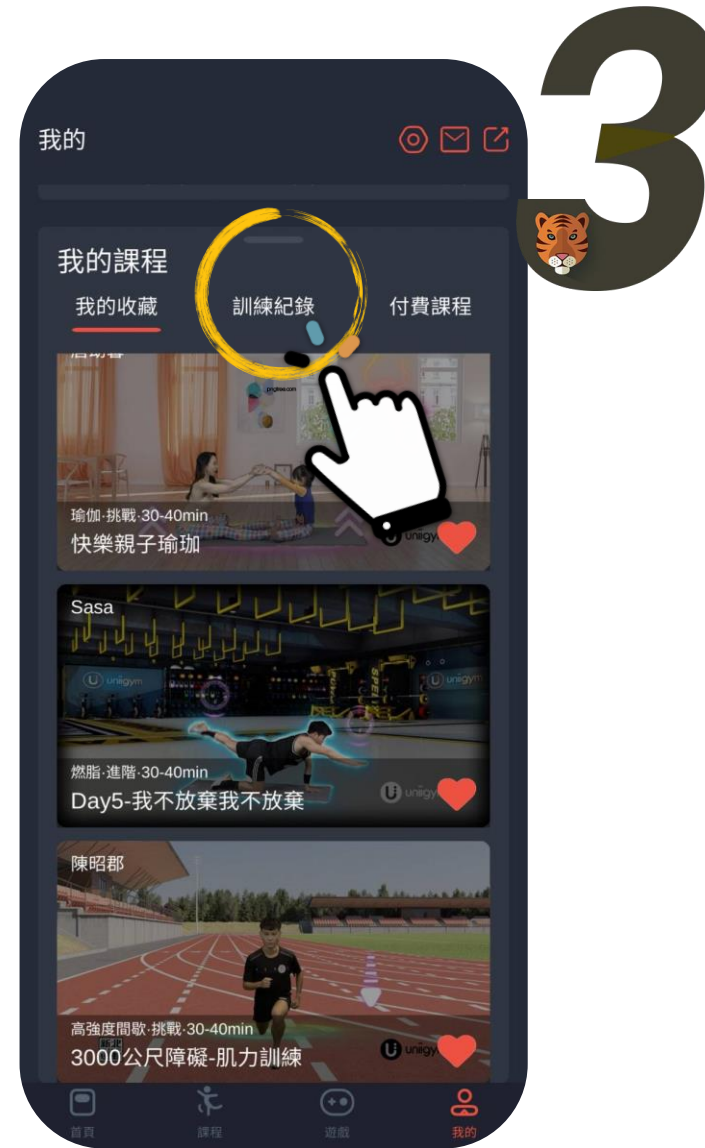 3
我的
我的課程
我的收藏
訓練紀錄
付費課程
pngtree.com
瑜伽·挑戰·30-40min
快樂親子瑜珈
Sasa
uniigym
uniigym
燃脂·進階·30-40min
Day5-我不放棄我不放棄
陳昭郡
高強度間歇·挑戰·30-40min
新北
3000公尺障礙-肌力訓練
首頁
課程
遊戲
我的